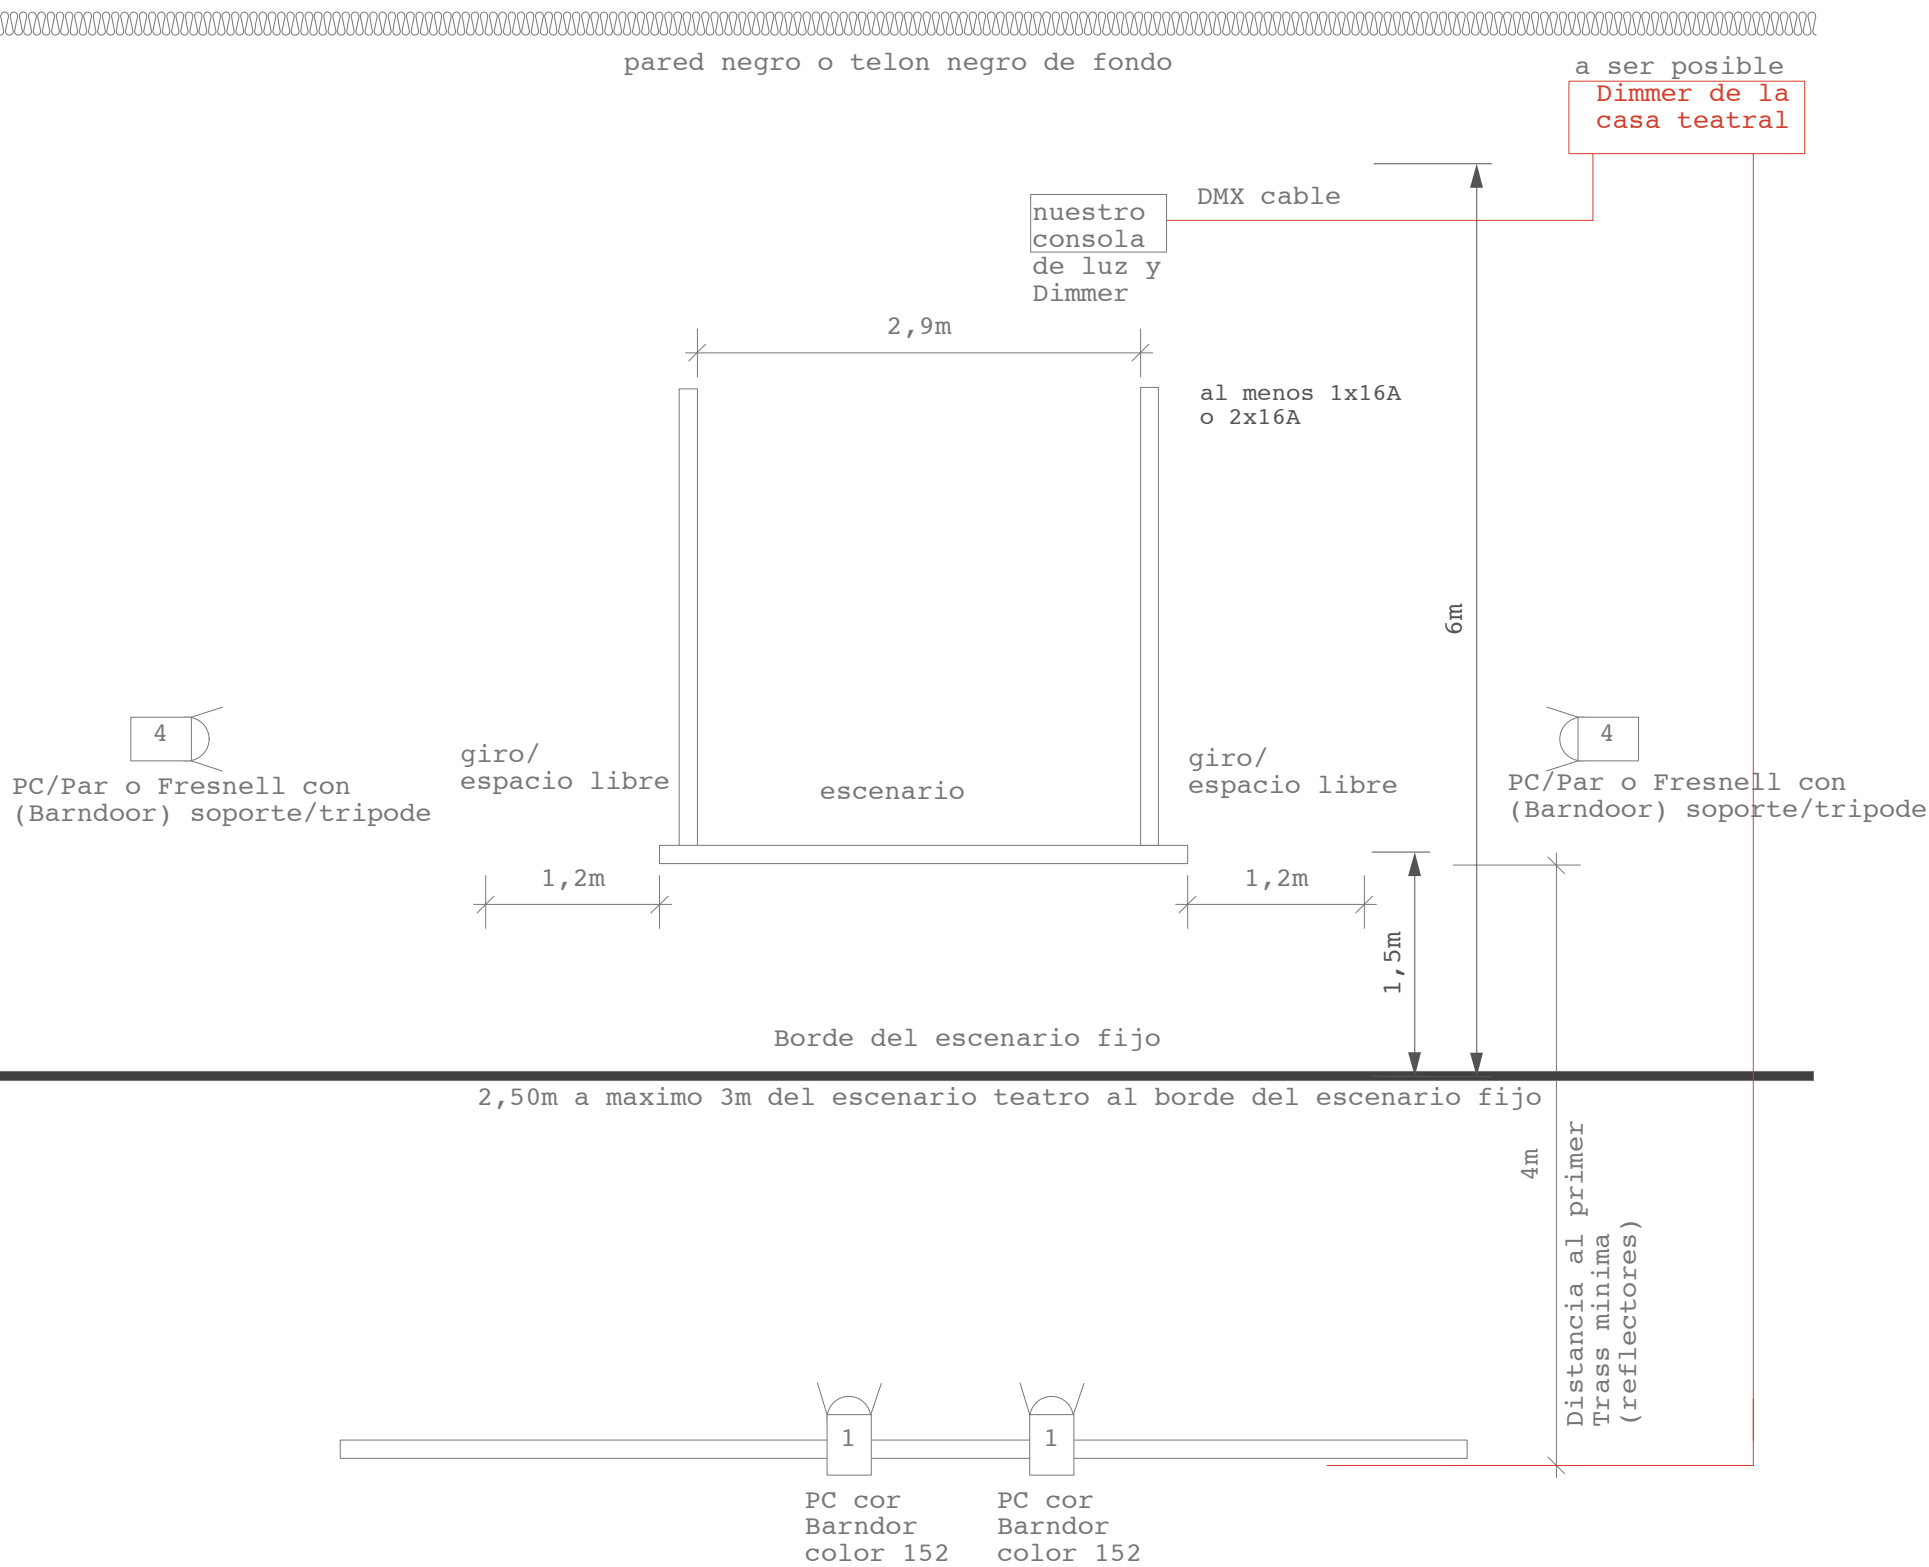 pared negro o telon negro de fondo
a ser posible
Dimmer de la
casa teatral
DMX cable
nuestro
consola
de luz y
Dimmer
2,9m
al menos 1x16A
o 2x16A
6m
4
PC/Par o Fresnell con
(Barndoor) soporte/tripode
giro/
espacio libre
escenario
giro/
espacio libre
4
PC/Par o Fresnell con
(Barndoor) soporte/tripode
1,2m
1,2m
1,5m
Borde del escenario fijo
2,50m a maximo 3m del escenario teatro al borde del escenario fijo
4m
Distancia al primer
Trass minima
(reflectores)
1
1
PC cor
Barndor
color 152
PC cor
Barndor
color 152